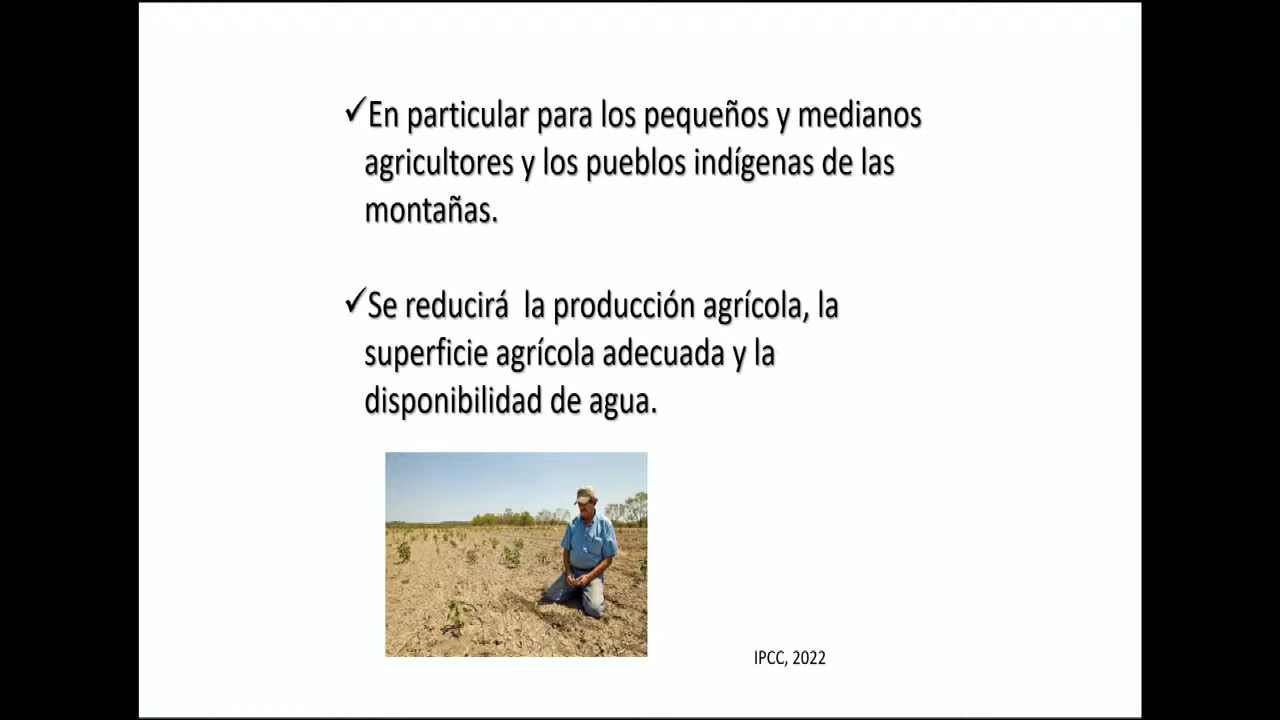 ✓En particular para los pequeños y medianos
agricultores y los pueblos indígenas de las
montañas.
✓Se reducirá  la producción agrícola, la
superficie agrícola adecuada y la
disponibilidad de agua.
IPCC, 2022